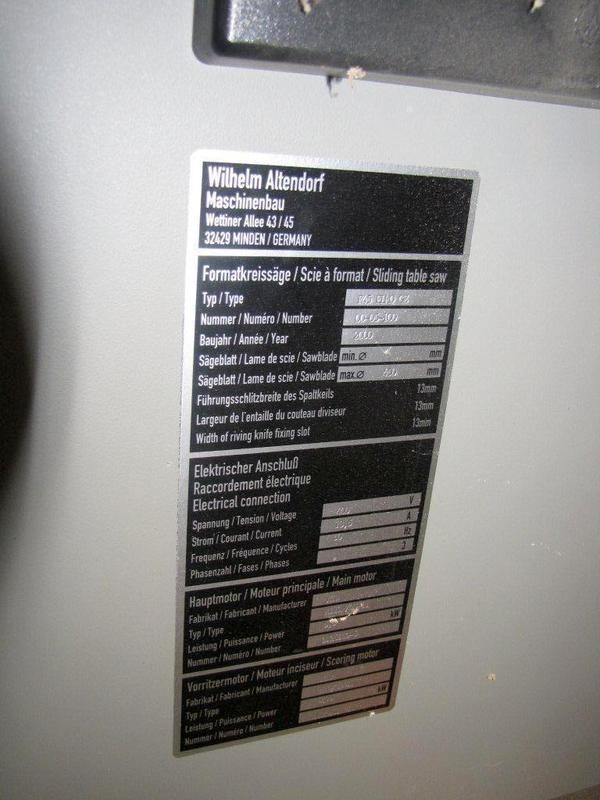 Wilhelm Altendorf
Maschinenbau
Wettiner Allee 43 / 45
32429 MINDEN / GERMANY
Formatkreissäge / Scie à format / Sliding table saw
Typ / Type
Nummer / Numéro / Number 00-05-100
Baujahr / Année / Year 2000
Sägeblatt / Lame de scie / Sawblade min. ∅ mm
Sägeblatt / Lame de scie / Sawblade max. ∅ mm
Führungsschlitzbreite des Spaltkeils 13mm
Largeur de l'entaille du couteau diviseur 13mm
Width of riving knife fixing slot 13mm
Elektrischer Anschluß
Raccordement électrique
Electrical connection
Spannung / Tension / Voltage V
Strom / Courant / Current A
Frequenz / Fréquence / Cycles Hz
Phasenzahl / Fases / Phases 3
Hauptmotor / Moteur principale / Main motor
Fabrikat / Fabricant / Manufacturer
Typ / Type
Leistung / Puissance / Power kW
Nummer / Numéro / Number
Vorritzermotor / Moteur inciseur / Scoring motor
Fabrikat / Fabricant / Manufacturer
Typ / Type
Leistung / Puissance / Power kW
Nummer / Numéro / Number